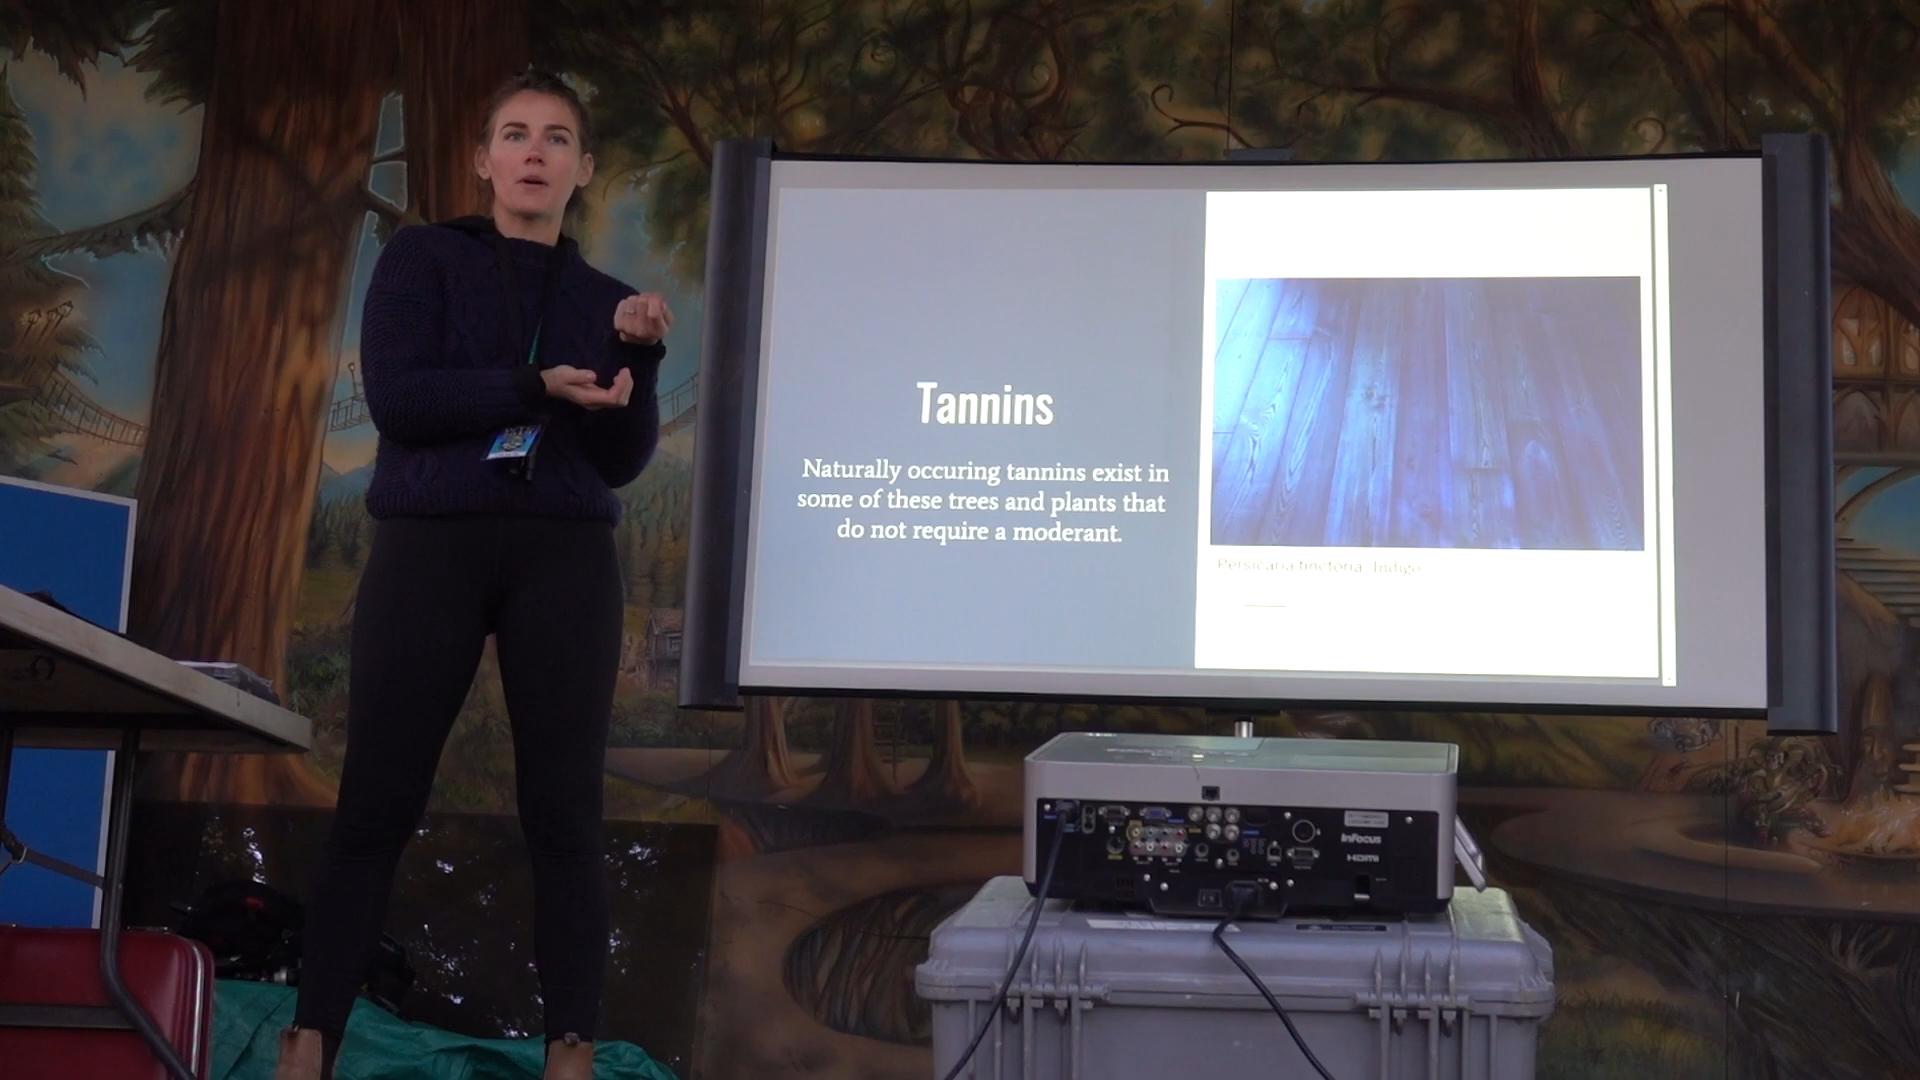 Tannins
Naturally occuring tannins exist in
some of these trees and plants that
do not require a moderant.
Persicaria tinctoria. Indigo
InFocus
HDMI